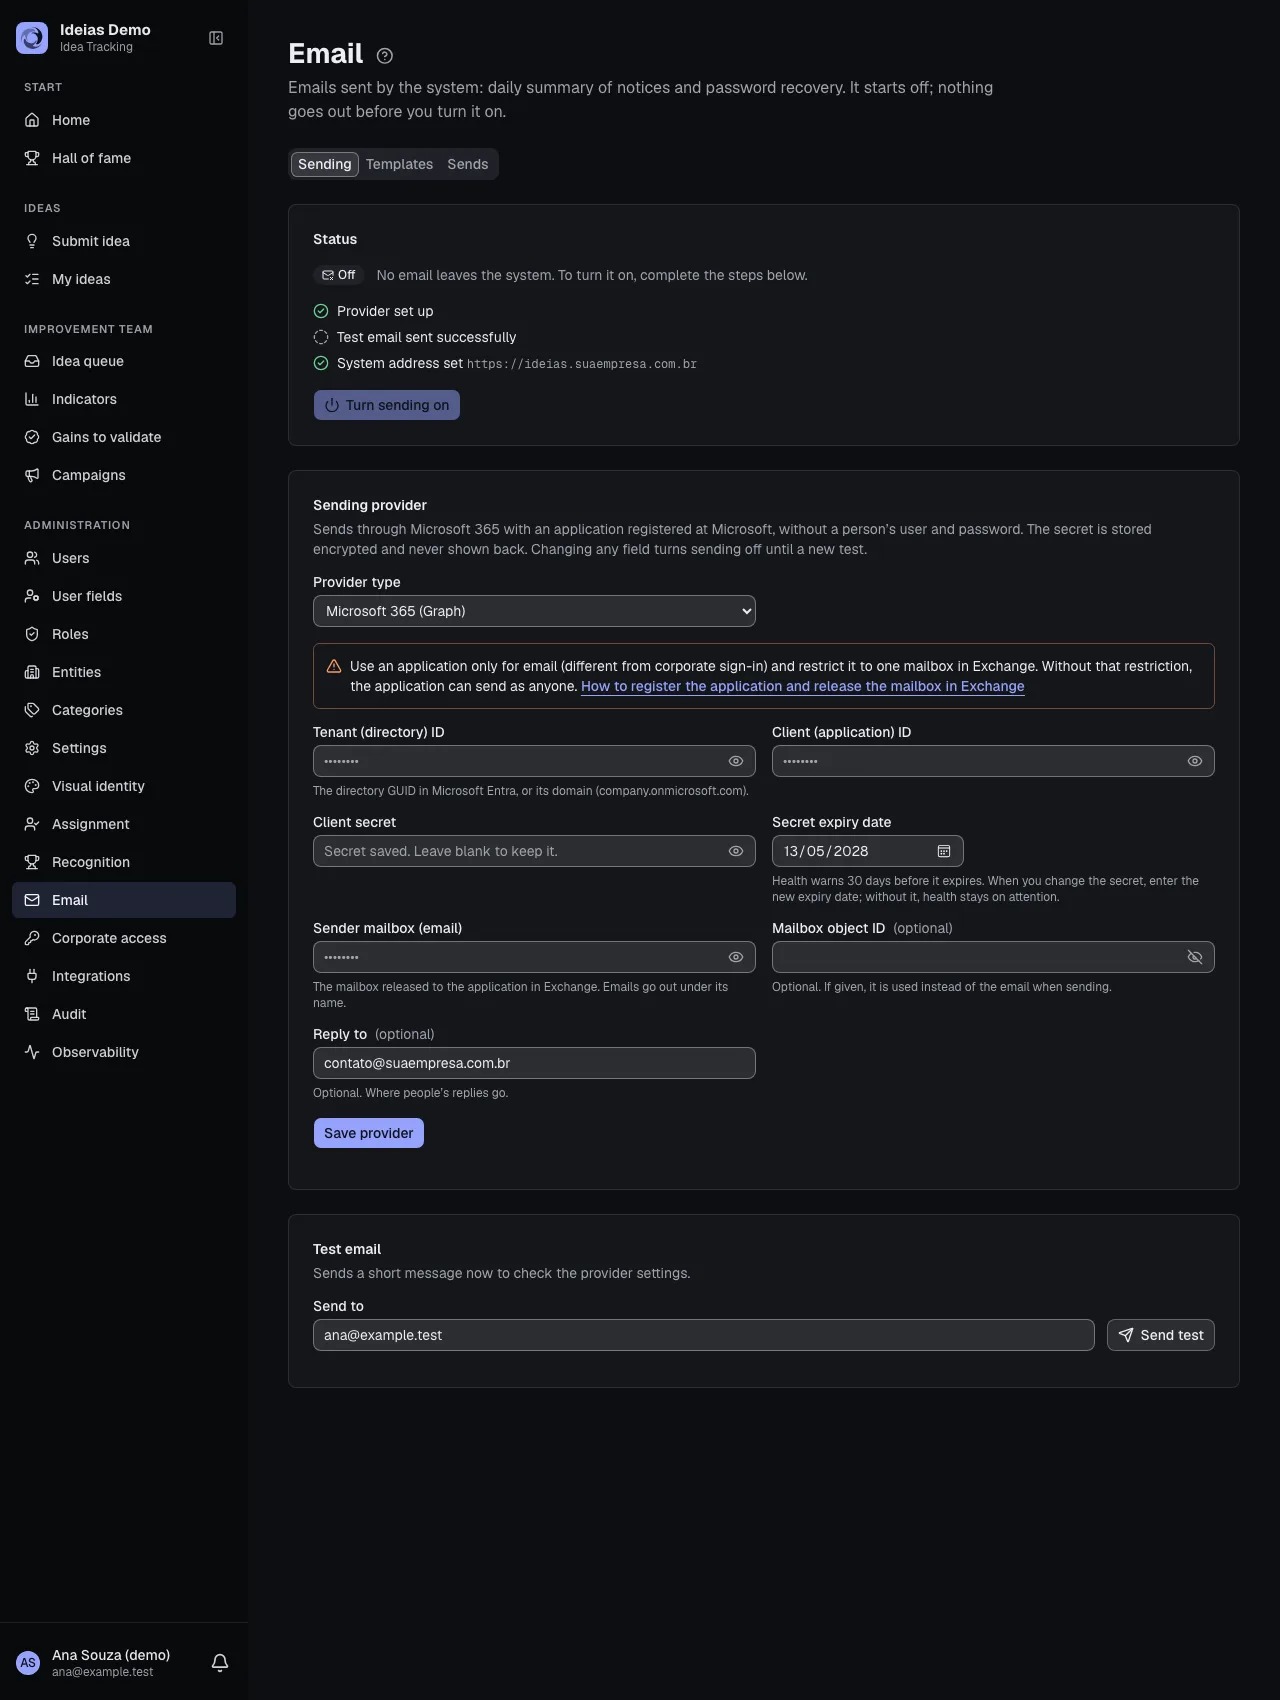 Ideias Demo
Idea Tracking
START
Home
Hall of fame
IDEAS
Submit idea
My ideas
IMPROVEMENT TEAM
Idea queue
Indicators
Gains to validate
Campaigns
ADMINISTRATION
Users
User fields
Roles
Entities
Categories
Settings
Visual identity
Assignment
Recognition
Email
Corporate access
Integrations
Audit
Observability
AS
Ana Souza (demo)
ana@example.test
Email
Emails sent by the system: daily summary of notices and password recovery. It starts off; nothing
goes out before you turn it on.
Sending Templates Sends
Status
Off No email leaves the system. To turn it on, complete the steps below.
Provider set up
Test email sent successfully
System address set https://ideias.suaempresa.com.br
Turn sending on
Sending provider
Sends through Microsoft 365 with an application registered at Microsoft, without a person’s user and password. The secret is stored
encrypted and never shown back. Changing any field turns sending off until a new test.
Provider type
Microsoft 365 (Graph)
Use an application only for email (different from corporate sign-in) and restrict it to one mailbox in Exchange. Without that restriction,
the application can send as anyone. How to register the application and release the mailbox in Exchange
Tenant (directory) ID
••••••••
The directory GUID in Microsoft Entra, or its domain (company.onmicrosoft.com).
Client (application) ID
••••••••
Client secret
Secret saved. Leave blank to keep it.
Secret expiry date
13/05/2028
Health warns 30 days before it expires. When you change the secret, enter the
new expiry date; without it, health stays on attention.
Sender mailbox (email)
••••••••
The mailbox released to the application in Exchange. Emails go out under its
name.
Mailbox object ID (optional)
Optional. If given, it is used instead of the email when sending.
Reply to (optional)
contato@suaempresa.com.br
Optional. Where people’s replies go.
Save provider
Test email
Sends a short message now to check the provider settings.
Send to
ana@example.test
Send test